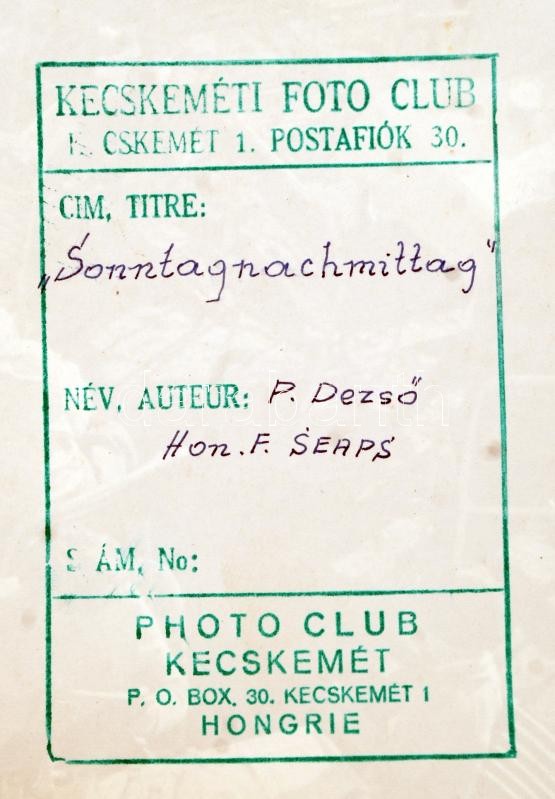 KECSKEMÉTI FOTO CLUB
K CSKEMÉT 1. POSTAFIÓK 30.
CIM, TITRE:
„Sonntagnachmittag"
NÉV, AUTEUR: P. Dezső
Hon. F. SEAPS
S ÁM, No:
PHOTO CLUB
KECSKEMÉT
P. O. BOX. 30. KECSKEMÉT 1
HONGRIE